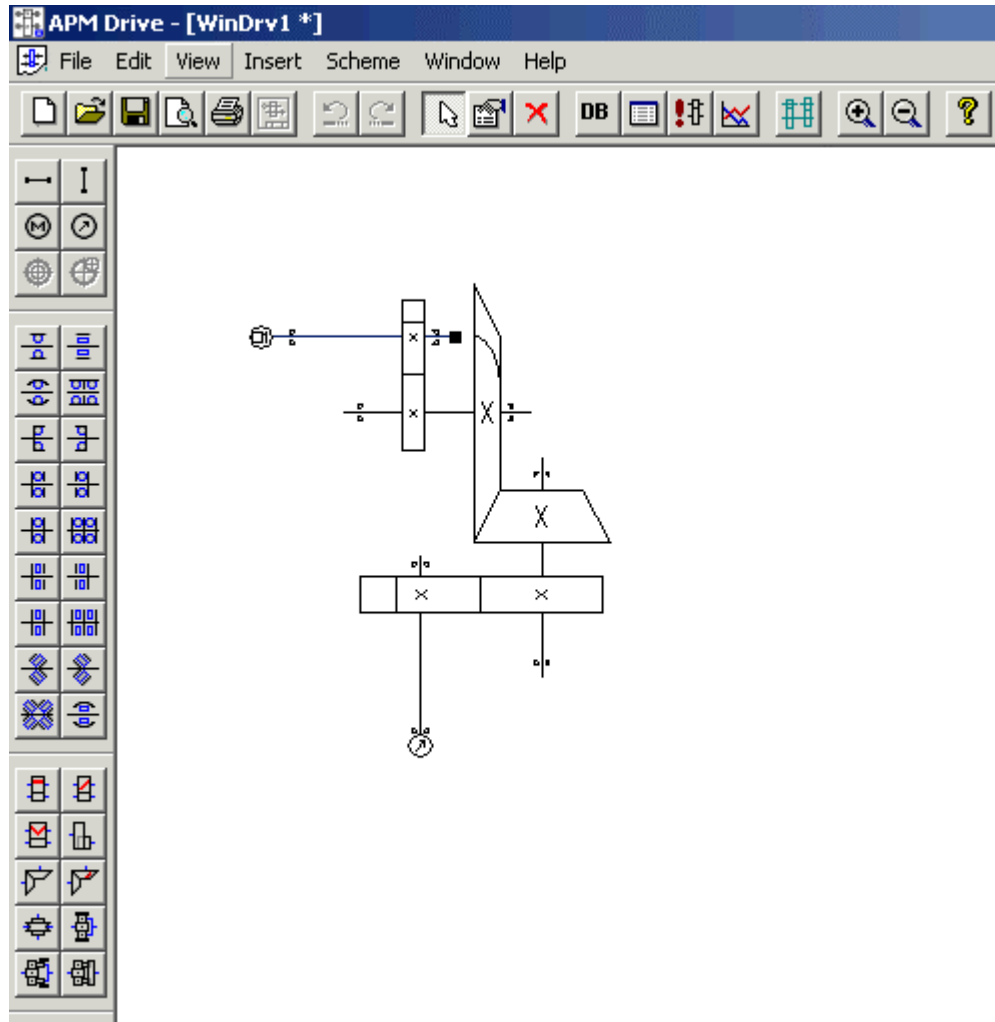 APM Drive - [WinDrv1 *]
File Edit View Insert Scheme Window Help
DB
M